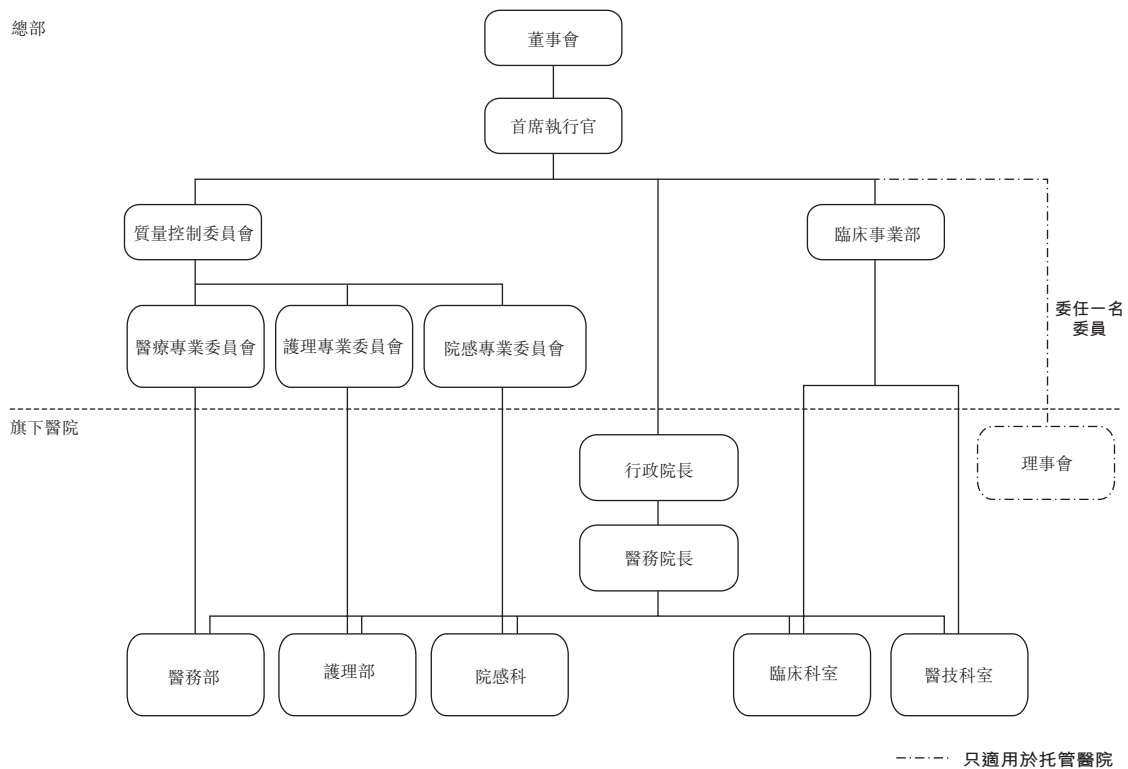 總部
董事會
首席執行官
質量控制委員會
臨床事業部
委任一名
委員
醫療專業委員會
護理專業委員會
院感專業委員會
旗下醫院
行政院長
理事會
醫務院長
醫務部
護理部
院感科
臨床科室
醫技科室
只適用於托管醫院